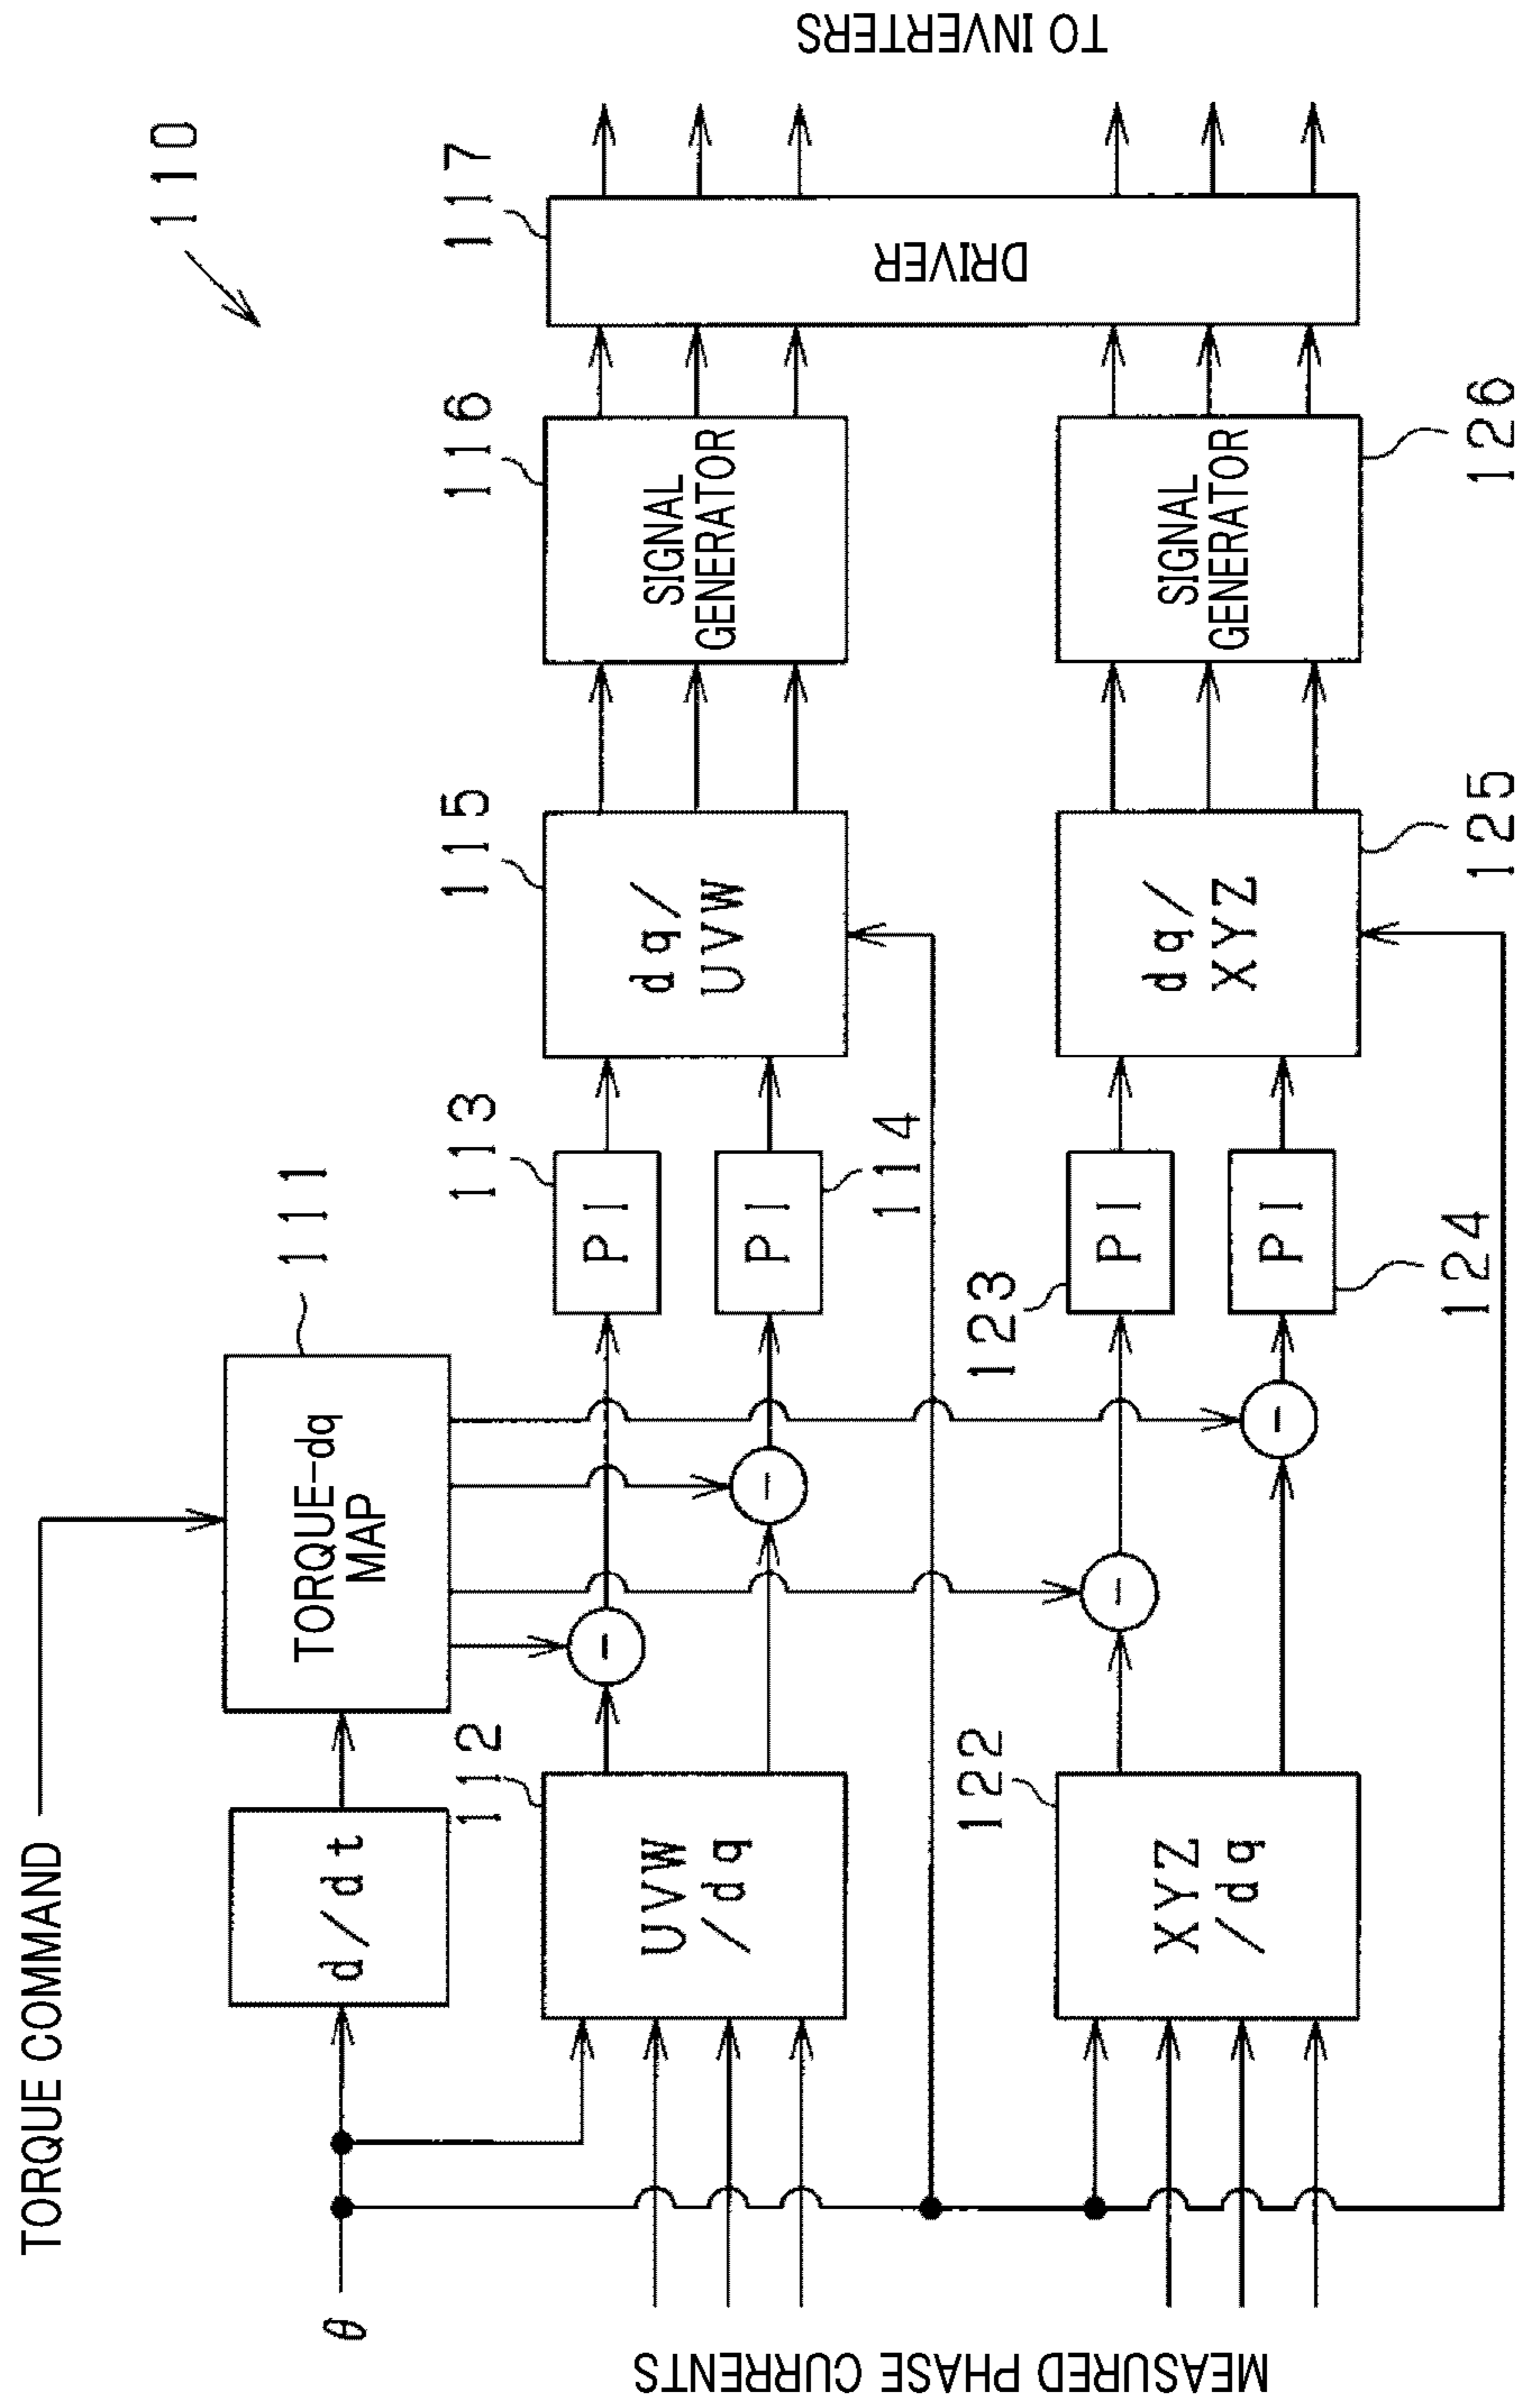 110
TORQUE COMMAND
θ
d/dt
TORQUE-dq
MAP
111
MEASURED PHASE CURRENTS
112
UVW
/dq
113
PI
PI
114
115
dq/
UVW
116
SIGNAL
GENERATOR
117
DRIVER
TO INVERTERS
122
XYZ
/dq
123
PI
PI
124
dq/
XYZ
125
SIGNAL
GENERATOR
126